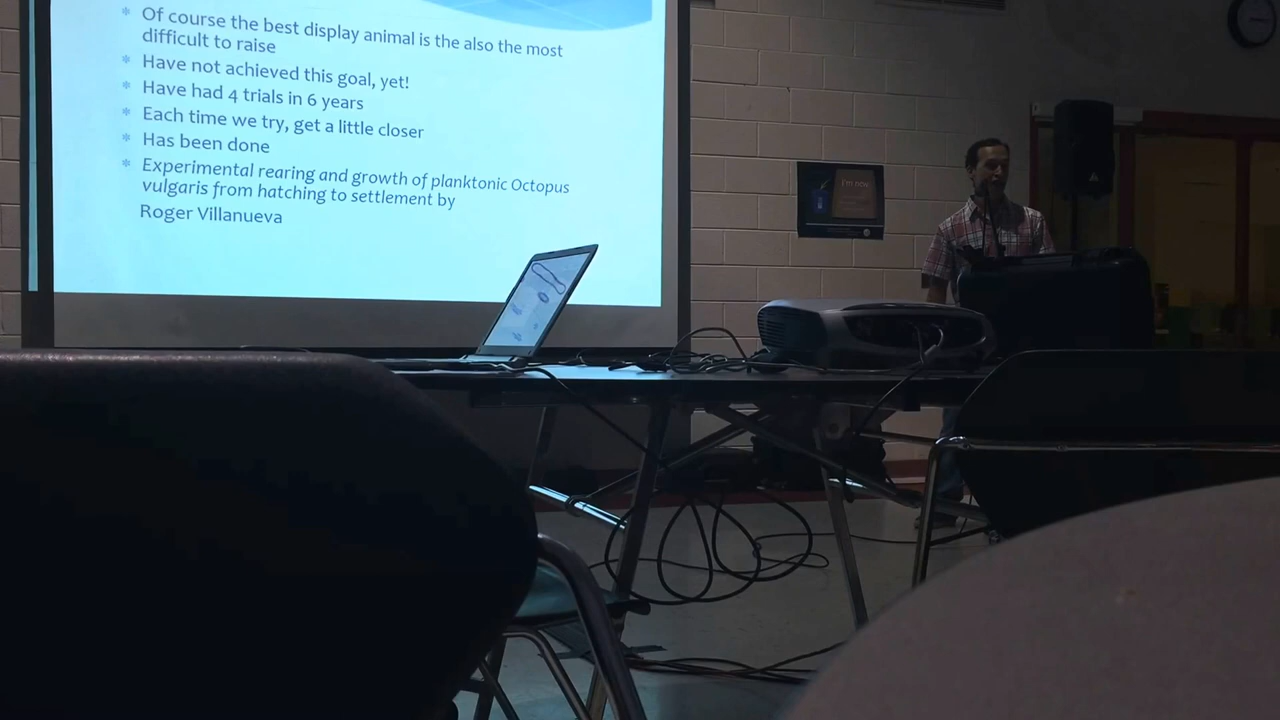 Of course the best display animal is the also the most
difficult to raise
Have not achieved this goal, yet!
Have had 4 trials in 6 years
Each time we try, get a little closer
Has been done
Experimental rearing and growth of planktonic Octopus
vulgaris from hatching to settlement by
Roger Villanueva